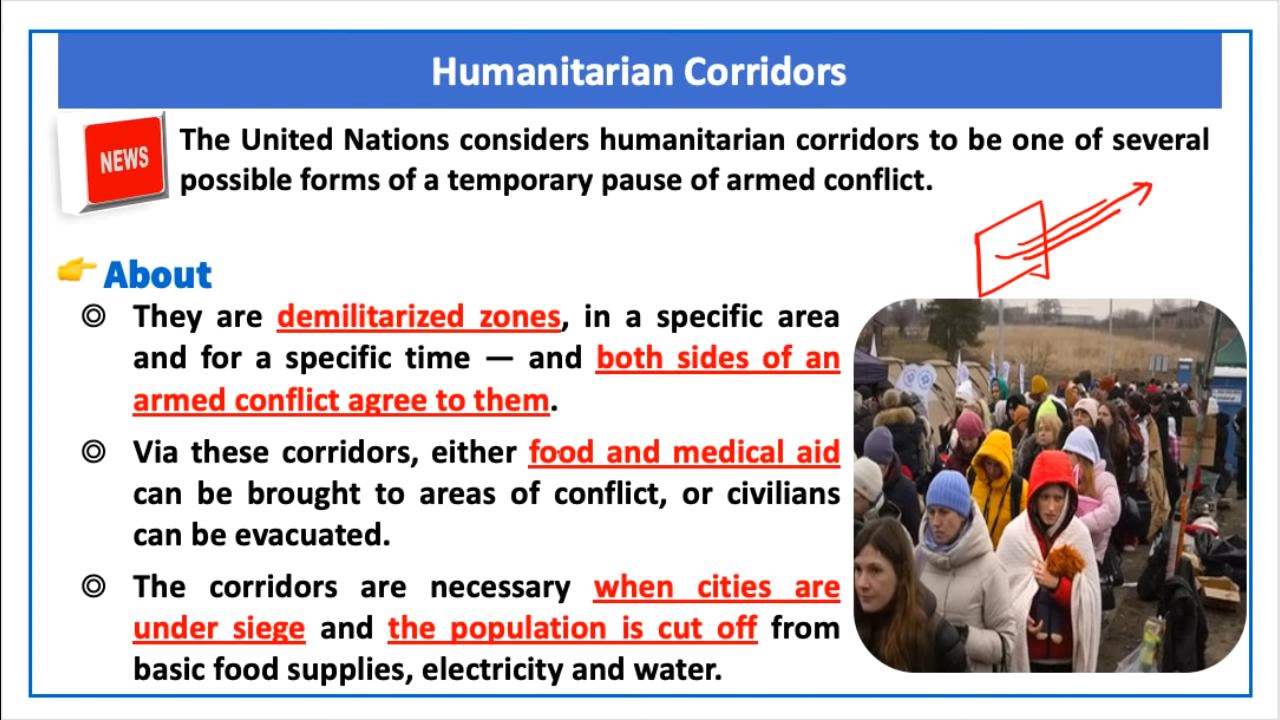 Humanitarian Corridors
NEWS
The United Nations considers humanitarian corridors to be one of several
possible forms of a temporary pause of armed conflict.
About
They are demilitarized zones, in a specific area
and for a specific time — and both sides of an
armed conflict agree to them.
Via these corridors, either food and medical aid
can be brought to areas of conflict, or civilians
can be evacuated.
The corridors are necessary when cities are
under siege and the population is cut off from
basic food supplies, electricity and water.